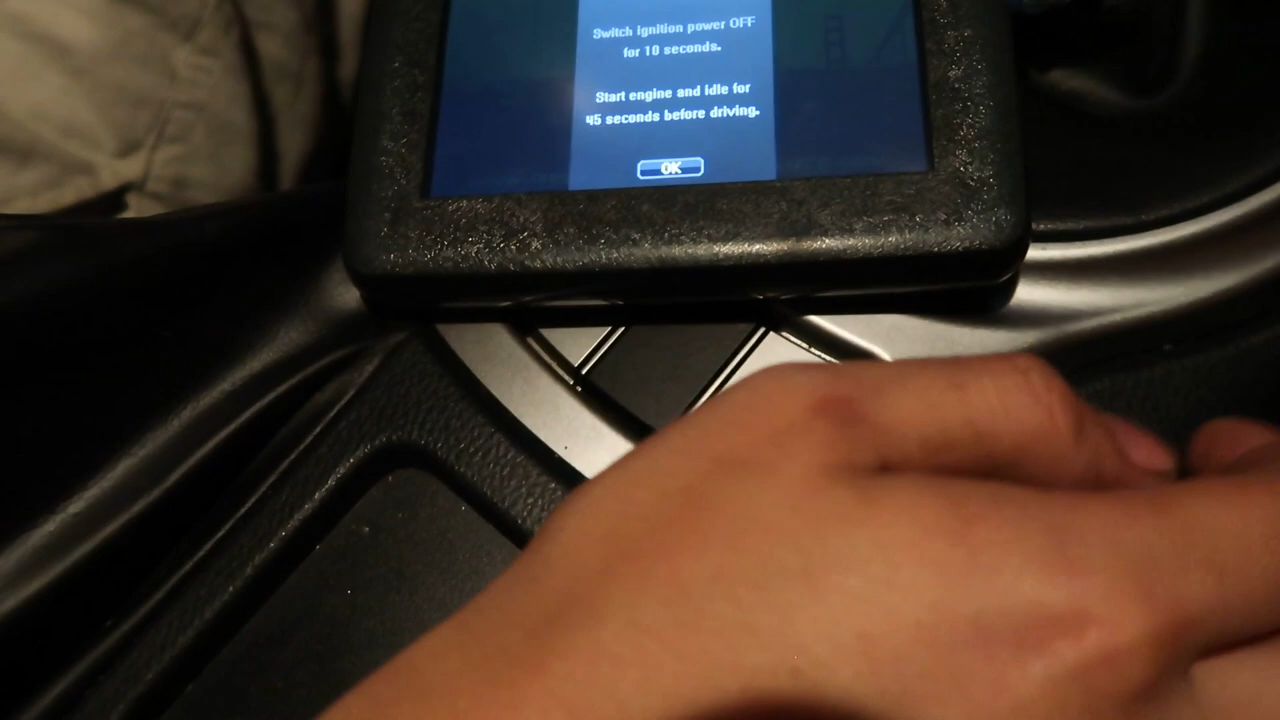 Switch ignition power OFF
for 10 seconds.
Start engine and idle for
45 seconds before driving.
OK